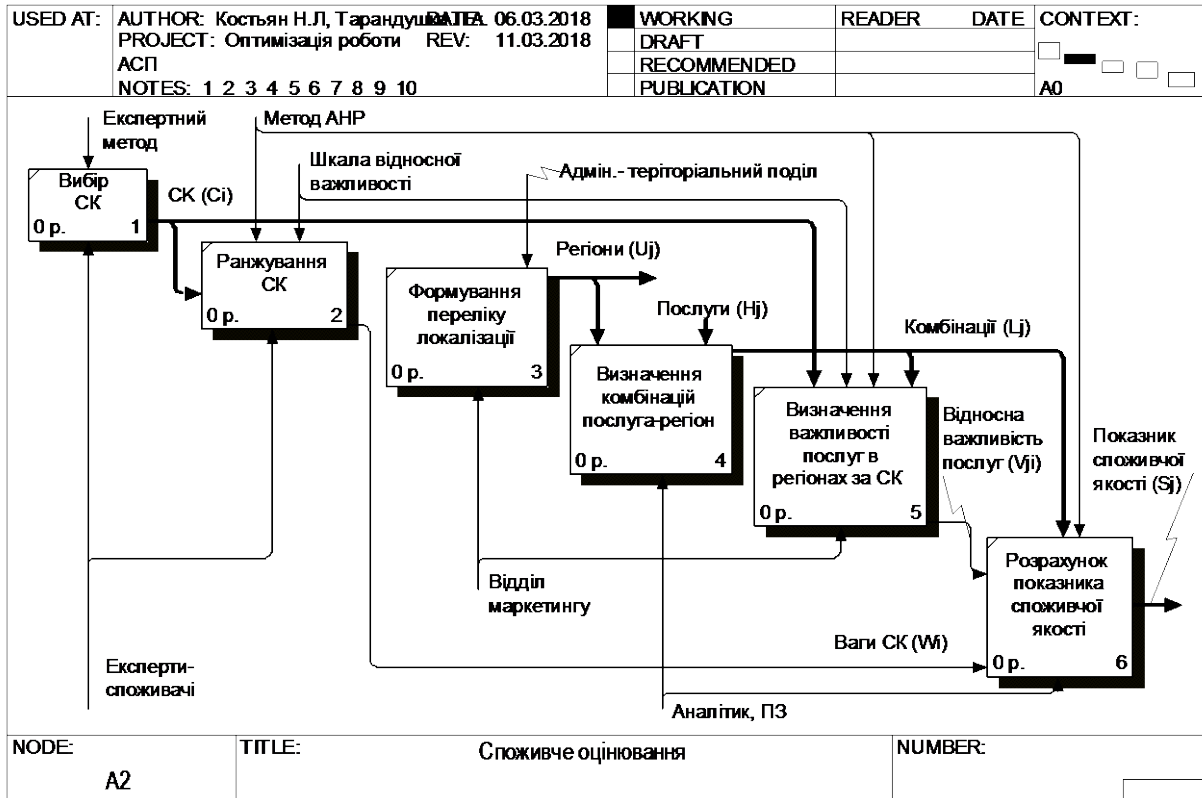 USED AT:
AUTHOR: Костьян Н.Л, Тарандушка Л.А.
DATE: 06.03.2018
PROJECT: Оптимізація роботи
АСП
REV: 11.03.2018
NOTES: 1 2 3 4 5 6 7 8 9 10
WORKING
DRAFT
RECOMMENDED
PUBLICATION
READER DATE
CONTEXT:
A0
Експертний
метод
Метод АНР
Шкала відносної
важливості
Адмін.- теріторіальний поділ
Вибір
СК
0 р. 1
СК (Сі)
Ранжування
СК
0 р. 2
Регіони (Uj)
Формування
переліку
локалізації
0 р. 3
Послуги (Hj)
Визначення
комбінацій
послуга-регіон
0 р. 4
Комбінації (Lj)
Визначення
важливості
послуг в
регіонах за СК
0 р. 5
Відносна
важливість
послуг (Vji)
Показник
споживчої
якості (Sj)
Розрахунок
показника
споживчої
якості
0 р. 6
Відділ
маркетингу
Ваги СК (Wi)
Експерти-
споживачі
Аналітик, ПЗ
NODE:
A2
TITLE:
Споживче оцінювання
NUMBER: